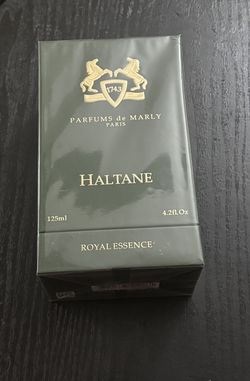 1743
PARFUMS de MARLY
PARIS
HALTANE
125ml 4.2fl.Oz
ROYAL ESSENCE